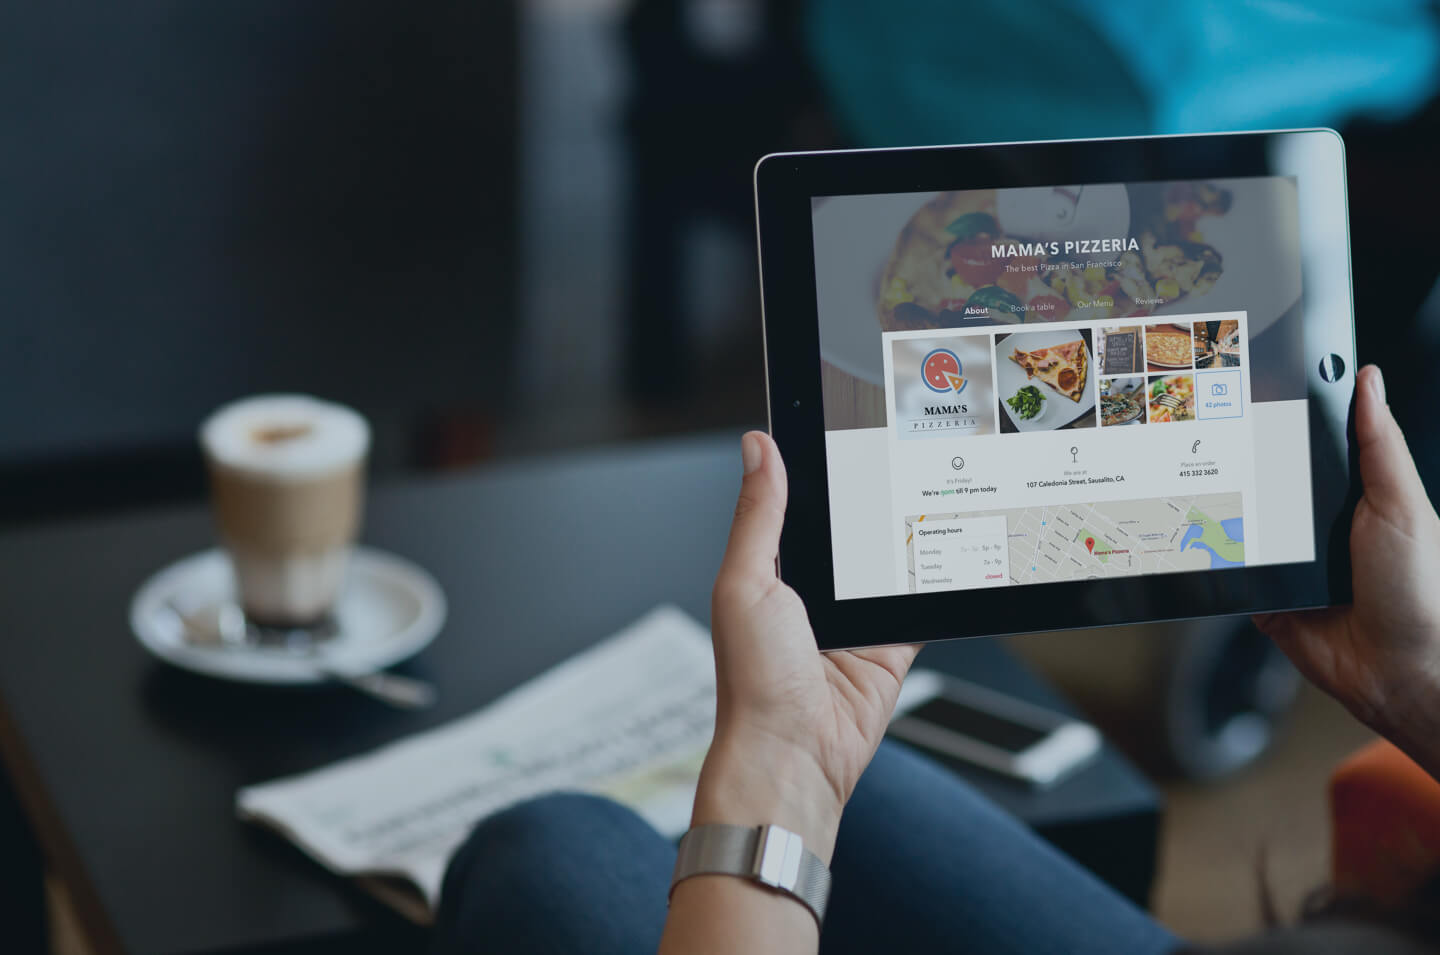 MAMA'S PIZZERIA
The best Pizza in San Francisco
About Book a table Our Menu Reviews
MAMA'S
PIZZERIA
42 photos
It's Friday!
We're open till 9 pm today
We are at
107 Caledonia Street, Sausalito, CA
Place an order
415 332 3620
Operating hours
Monday 5p - 9p
Tuesday 7a - 9p
Wednesday closed
Mama's Pizzeria